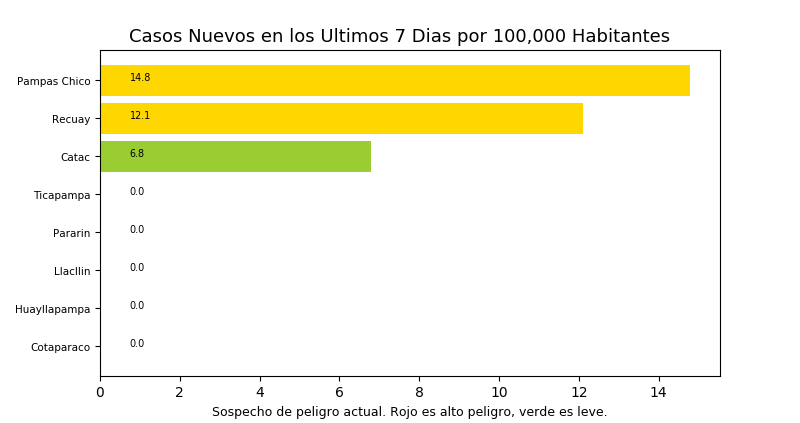 Casos Nuevos en los Ultimos 7 Dias por 100,000 Habitantes
Pampas Chico 14.8
Recuay 12.1
Catac 6.8
Ticapampa 0.0
Pararin 0.0
Llacllin 0.0
Huayllapampa 0.0
Cotaparaco 0.0
0 2 4 6 8 10 12 14
Sospecho de peligro actual. Rojo es alto peligro, verde es leve.